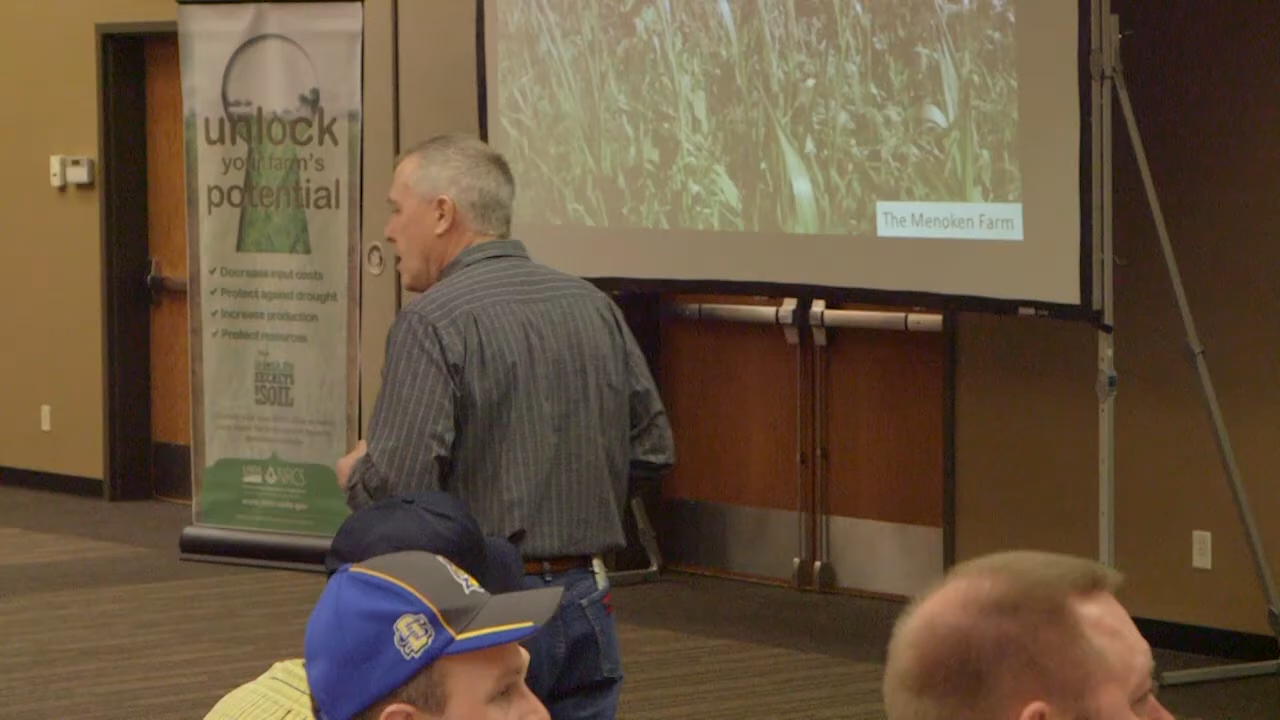 unlock
your farm's
potential
✔ Decrease input costs
✔ Protect against drought
✔ Increase production
✔ Protect resources
SECRETS
SOIL
USDA NRCS
The Menoken Farm